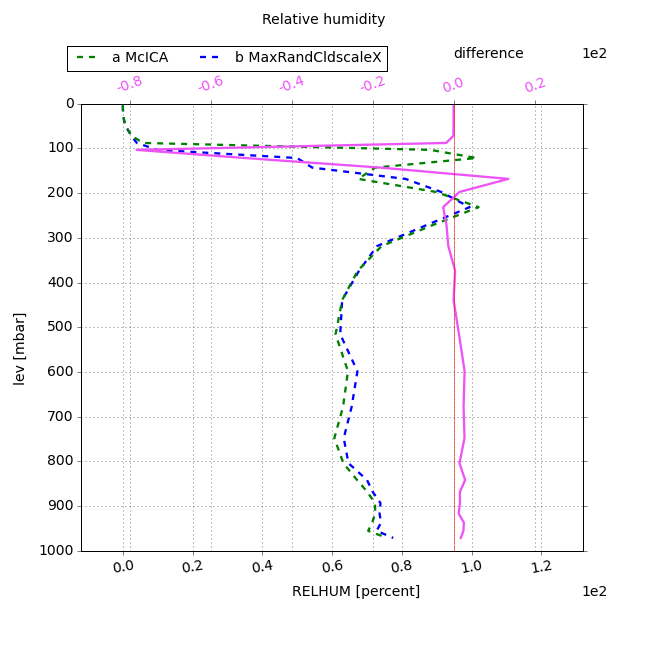 Relative humidity
a McICA b MaxRandCldscaleX difference 1e2
-0.8 -0.6 -0.4 -0.2 0.0 0.2
0
100
200
300
400
500
600
700
800
900
1000
lev [mbar]
0.0 0.2 0.4 0.6 0.8 1.0 1.2
RELHUM [percent] 1e2